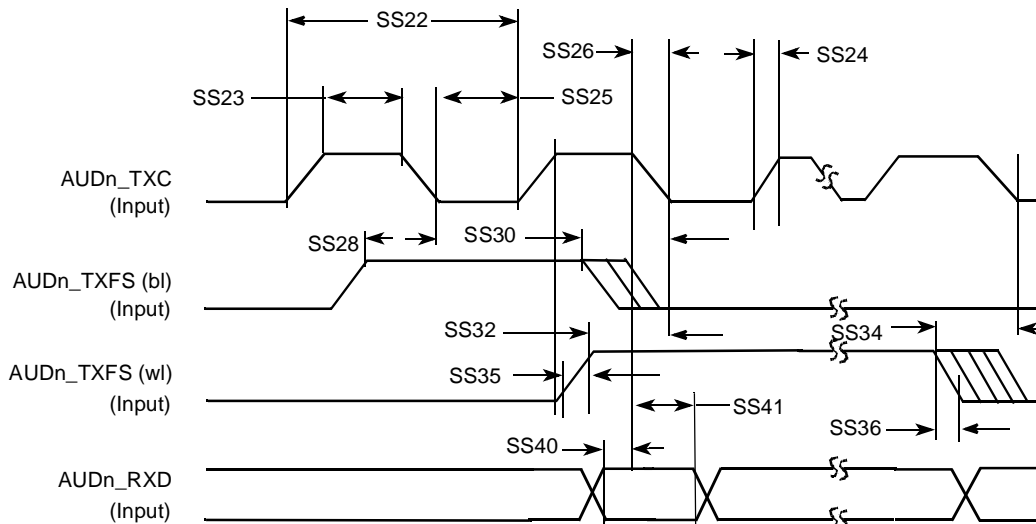 SS22
SS26
SS24
SS23
SS25
AUDn_TXC
(Input)
SS28
SS30
AUDn_TXFS (bl)
(Input)
SS32
SS34
AUDn_TXFS (wl)
(Input)
SS35
SS41
SS36
SS40
AUDn_RXD
(Input)